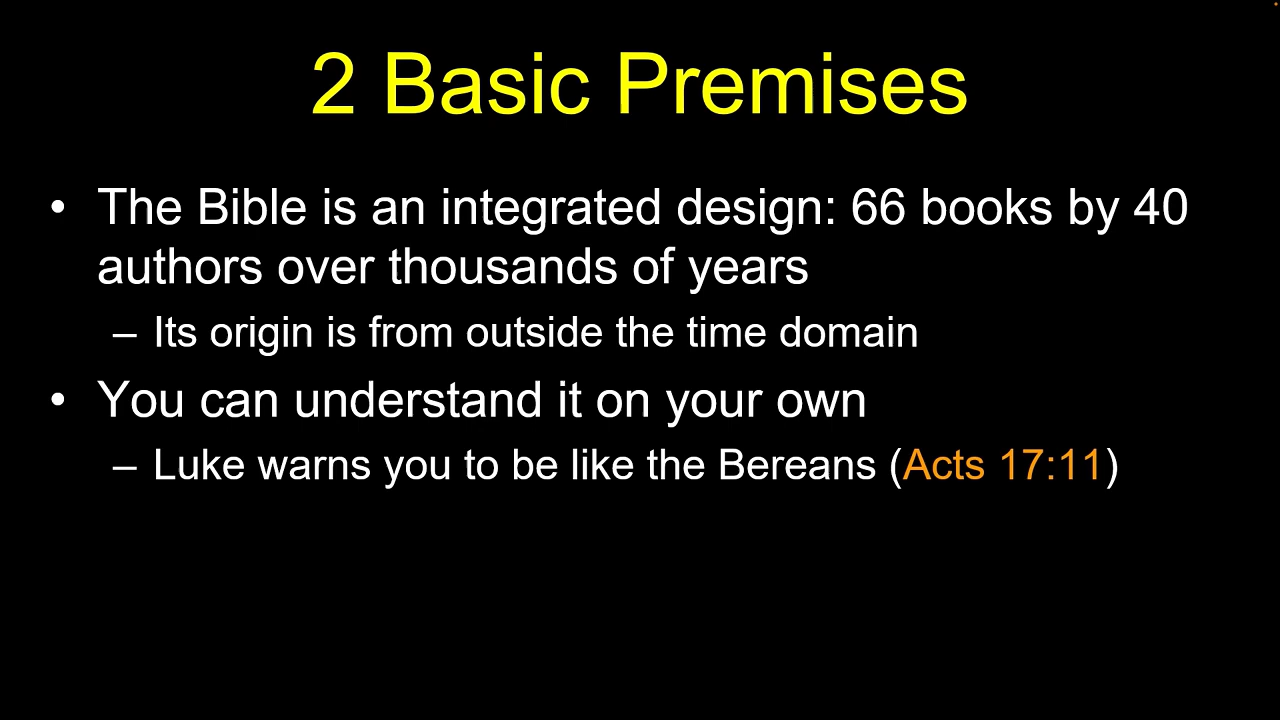 2 Basic Premises
• The Bible is an integrated design: 66 books by 40
authors over thousands of years
– Its origin is from outside the time domain
• You can understand it on your own
– Luke warns you to be like the Bereans (Acts 17:11)